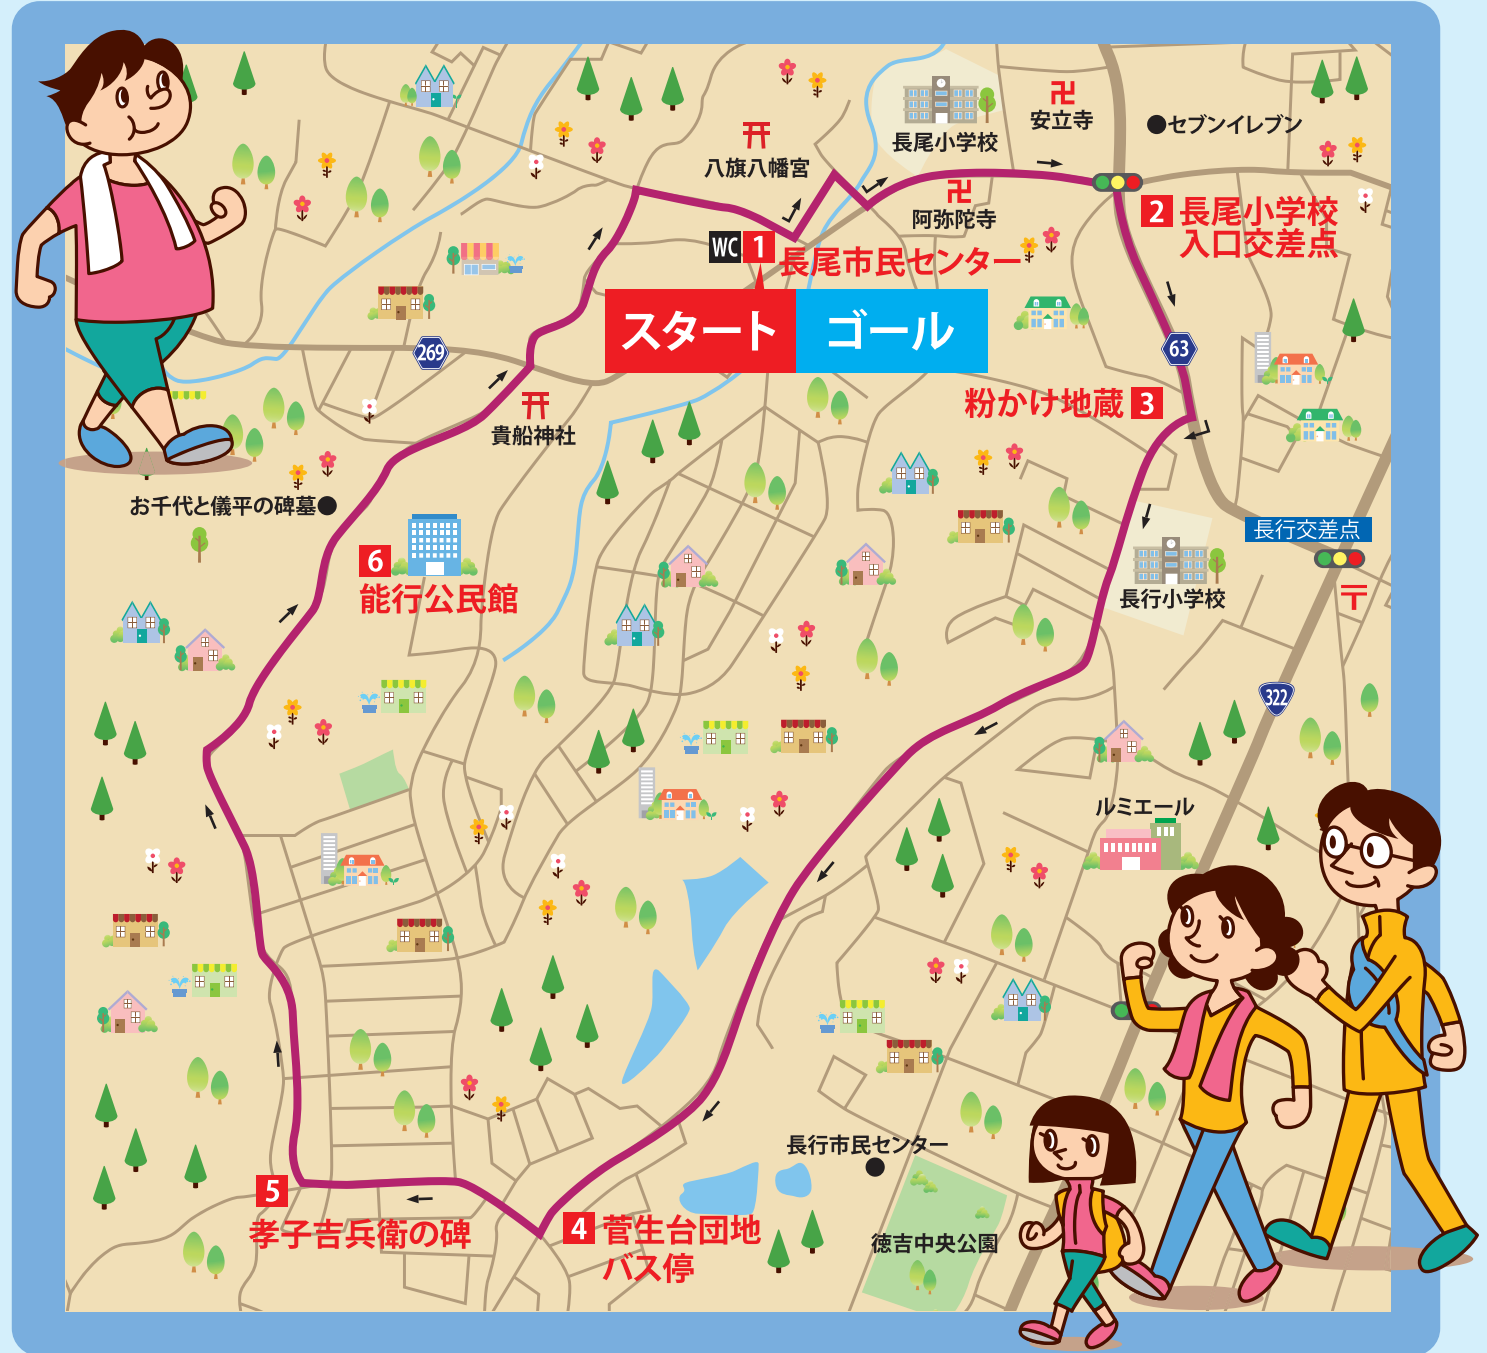 長尾小学校
安立寺
セブンイレブン
八旗八幡宮
阿弥陀寺
2 長尾小学校
入口交差点
WC 1
長尾市民センター
スタート ゴール
269
63
粉かけ地蔵 3
貴船神社
お千代と儀平の碑墓
長行交差点
6
能行公民館
長行小学校
322
ルミエール
長行市民センター
5
孝子吉兵衛の碑
4 菅生台団地
バス停
徳吉中央公園